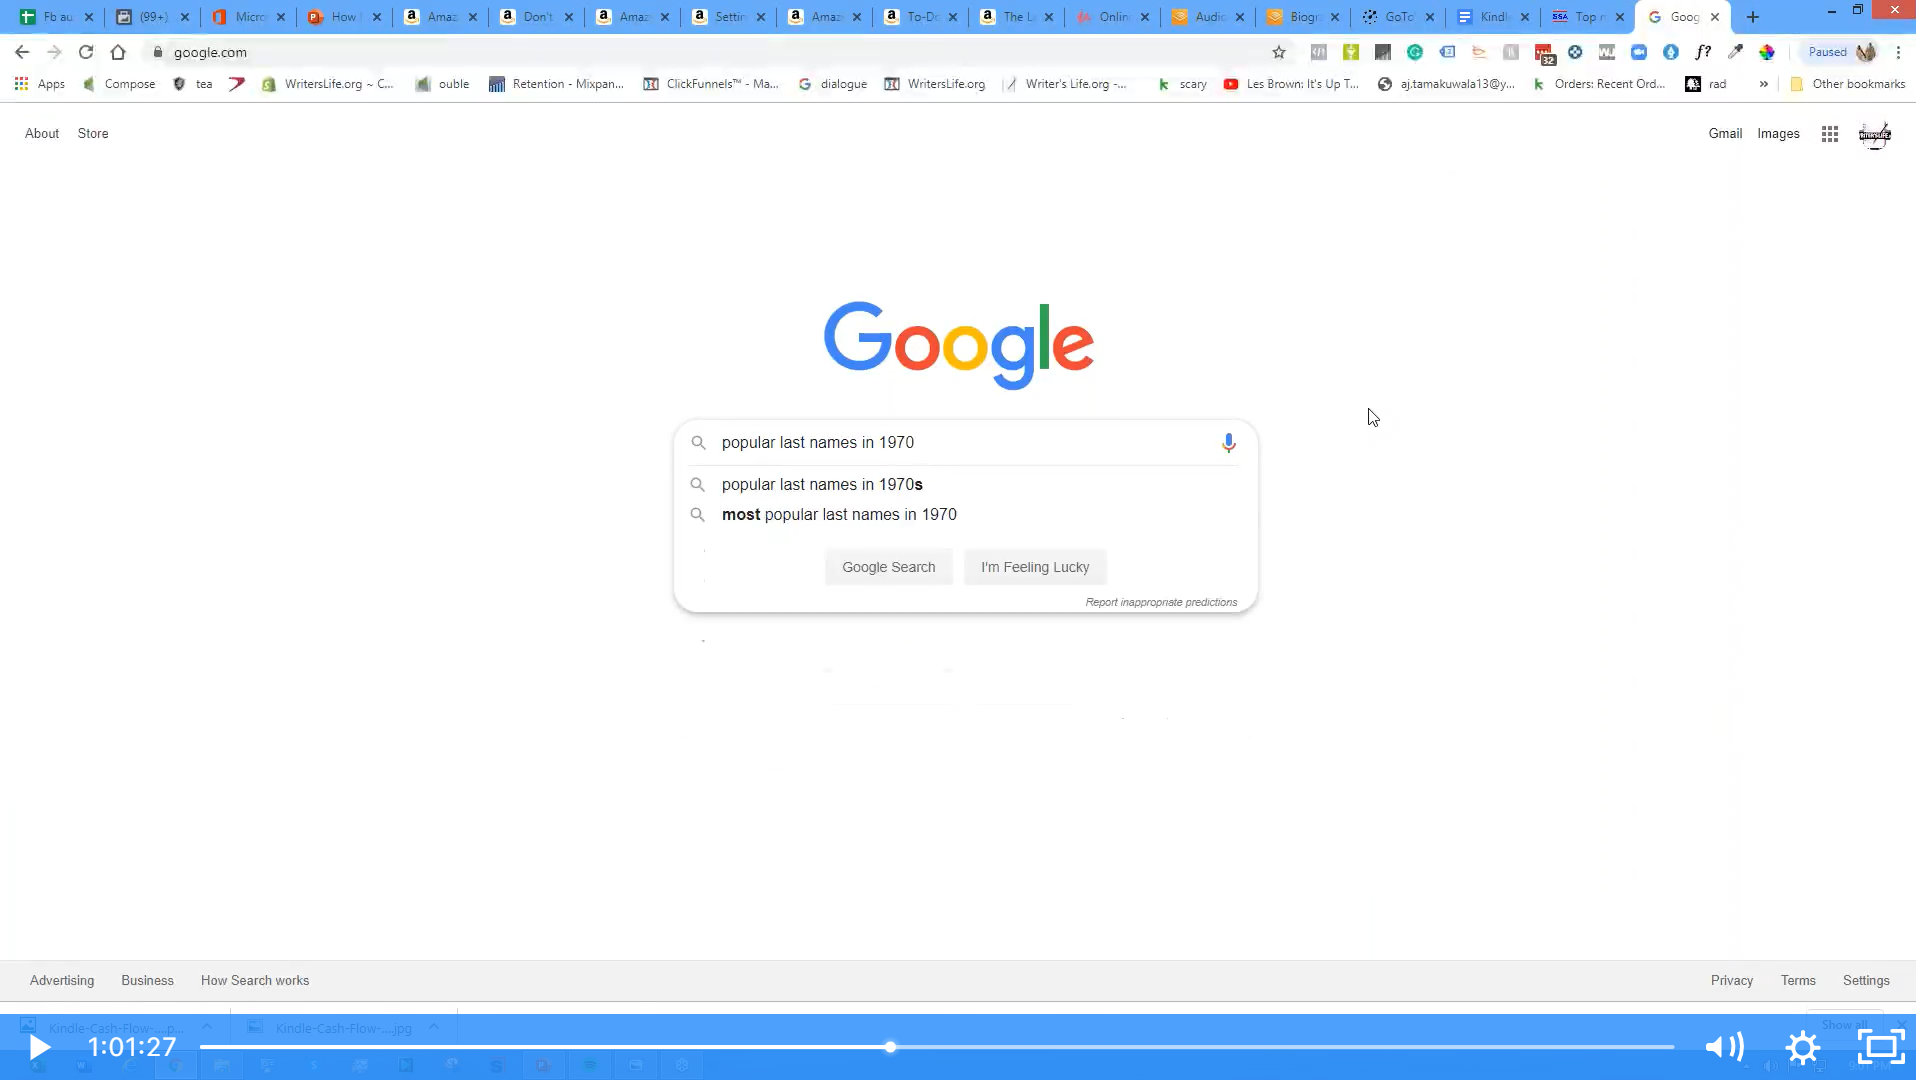 Fb au (99+) Micro How Amaz Don't Amaz Settin Amaz To-Do The L Onlin Audio Biogra GoTo Kindl Top n Goog
google.com 32 f? Paused
Apps Compose tea WritersLife.org ~ C... ouble Retention - Mixpan... ClickFunnels™ - Ma... dialogue WritersLife.org Writer's Life.org -... scary Les Brown: It's Up T... aj.tamakuwala13@y... Orders: Recent Ord... rad » Other bookmarks
About Store Gmail Images
Google
popular last names in 1970
popular last names in 1970s
most popular last names in 1970
Google Search I'm Feeling Lucky
Report inappropriate predictions
Advertising Business How Search works Privacy Terms Settings
Kindle-Cash-Flow-....p... Kindle-Cash-Flow-....jpg Show all
1:01:27